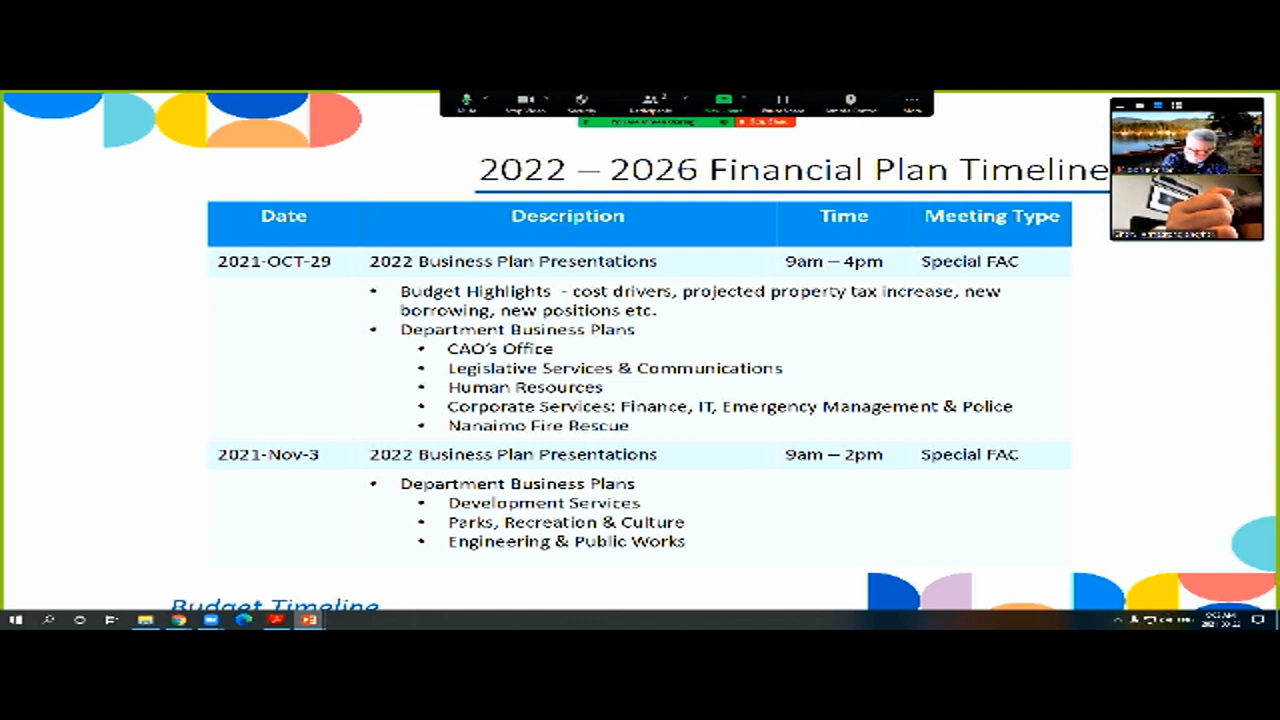 2022 – 2026 Financial Plan Timeline
Date Description Time Meeting Type
2021-OCT-29 2022 Business Plan Presentations 9am – 4pm Special FAC
• Budget Highlights - cost drivers, projected property tax increase, new
borrowing, new positions etc.
• Department Business Plans
• CAO's Office
• Legislative Services & Communications
• Human Resources
• Corporate Services: Finance, IT, Emergency Management & Police
• Nanaimo Fire Rescue
2021-Nov-3 2022 Business Plan Presentations 9am – 2pm Special FAC
• Department Business Plans
• Development Services
• Parks, Recreation & Culture
• Engineering & Public Works
Budget Timeline